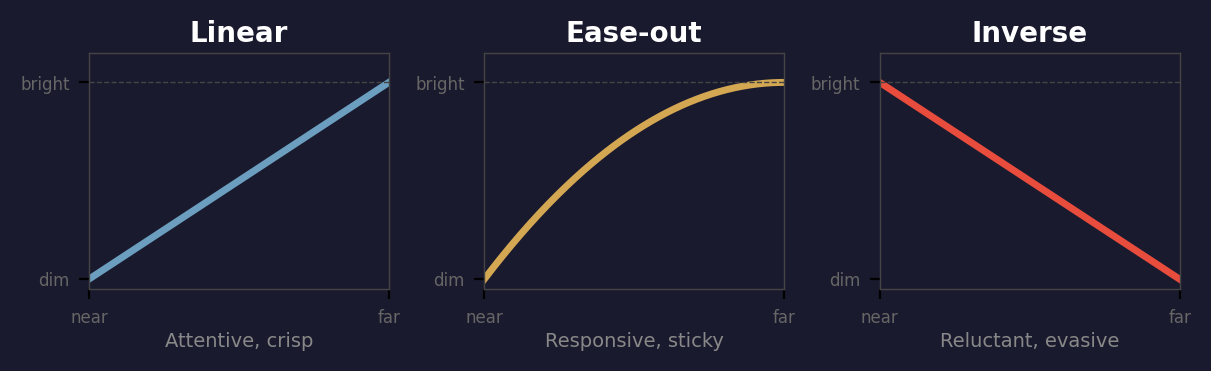 Linear
bright
dim
near far
Attentive, crisp
Ease-out
bright
dim
near far
Responsive, sticky
Inverse
bright
dim
near far
Reluctant, evasive